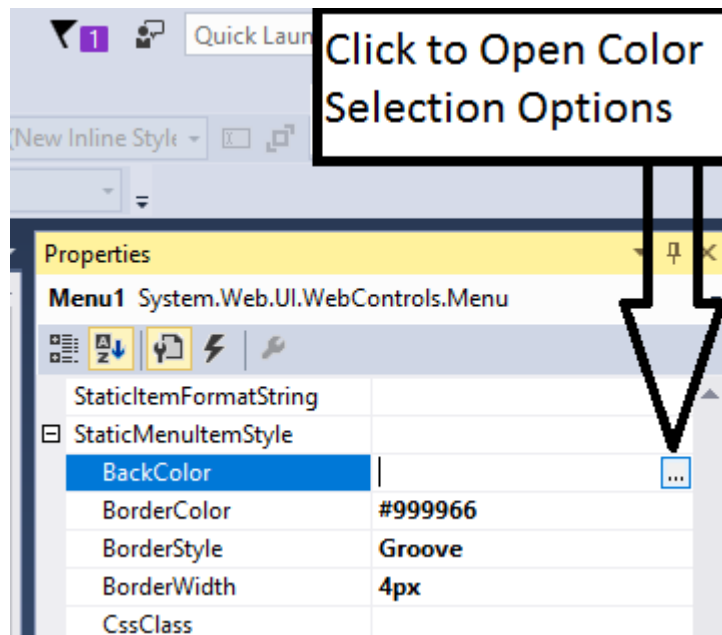 1
Quick Laun
Click to Open Color
Selection Options
(New Inline Style
Properties
Menu1 System.Web.UI.WebControls.Menu
StaticItemFormatString
StaticMenuItemStyle
BackColor
...
BorderColor #999966
BorderStyle Groove
BorderWidth 4px
CssClass